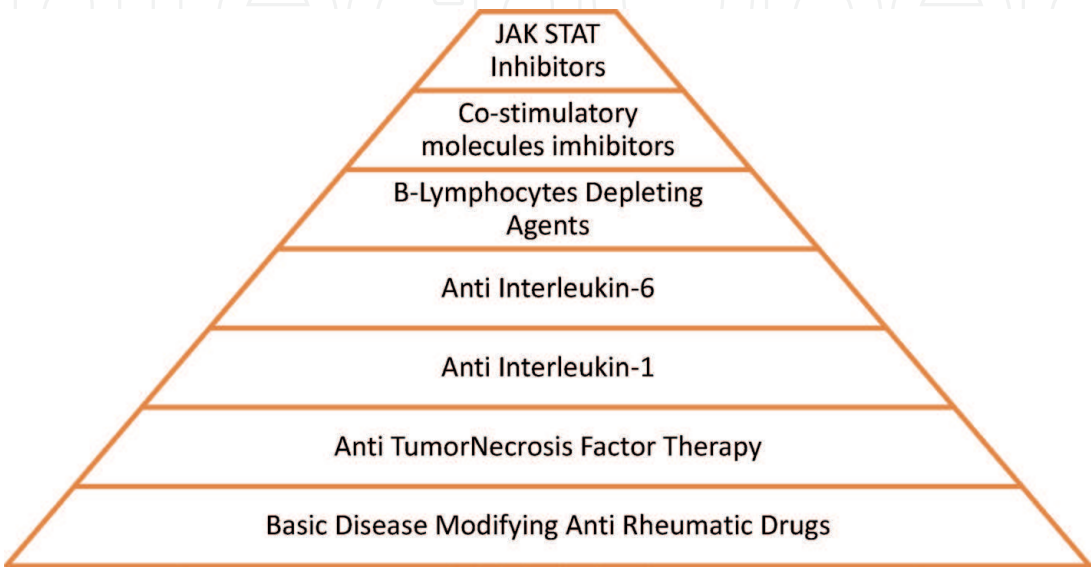 JAK STAT
Inhibitors
Co-stimulatory
molecules imhibitors
B-Lymphocytes Depleting
Agents
Anti Interleukin-6
Anti Interleukin-1
Anti TumorNecrosis Factor Therapy
Basic Disease Modifying Anti Rheumatic Drugs